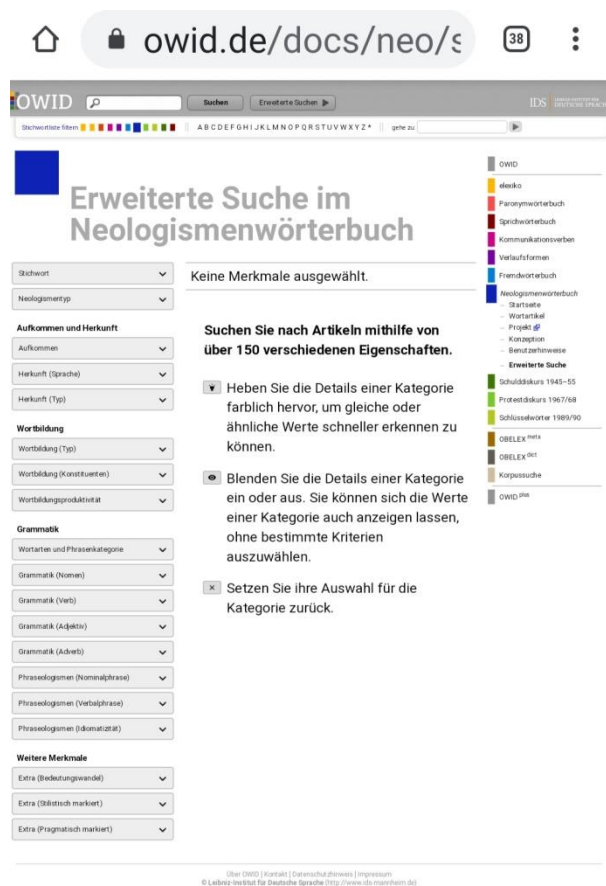 owid.de/docs/neo/s
38
OWID
Suchen
Erweiterte Suchen
IDS LEIBNIZ-INSTITUT FÜR DEUTSCHE SPRACHE
Stichwortliste filtern
A B C D E F G H I J K L M N O P Q R S T U V W X Y Z *
gehe zu:
Erweiterte Suche im
Neologismenwörterbuch
Stichwort
Neologismentyp
Aufkommen und Herkunft
Aufkommen
Herkunft (Sprache)
Herkunft (Typ)
Wortbildung
Wortbildung (Typ)
Wortbildung (Konstituenten)
Wortbildungsproduktivität
Grammatik
Wortarten und Phrasenkategorie
Grammatik (Nomen)
Grammatik (Verb)
Grammatik (Adjektiv)
Grammatik (Adverb)
Phraseologismen (Nominalphrase)
Phraseologismen (Verbalphrase)
Phraseologismen (Idiomatizität)
Weitere Merkmale
Extra (Bedeutungswandel)
Extra (Stilistisch markiert)
Extra (Pragmatisch markiert)
Keine Merkmale ausgewählt.
Suchen Sie nach Artikeln mithilfe von
über 150 verschiedenen Eigenschaften.
Heben Sie die Details einer Kategorie
farblich hervor, um gleiche oder
ähnliche Werte schneller erkennen zu
können.
Blenden Sie die Details einer Kategorie
ein oder aus. Sie können sich die Werte
einer Kategorie auch anzeigen lassen,
ohne bestimmte Kriterien
auszuwählen.
Setzen Sie ihre Auswahl für die
Kategorie zurück.
OWID
elexiko
Paronymwörterbuch
Sprichwörterbuch
Kommunikationsverben
Verlaufsformen
Fremdwörterbuch
Neologismenwörterbuch
– Startseite
– Wortartikel
– Projekt
– Konzeption
– Benutzerhinweise
– Erweiterte Suche
Schulddiskurs 1945–55
Protestdiskurs 1967/68
Schlüsselwörter 1989/90
OBELEX meta
OBELEX dict
Korpussuche
OWID plus
Über OWID | Kontakt | Datenschutzhinweis | Impressum
© Leibniz-Institut für Deutsche Sprache (http://www.ids-mannheim.de)